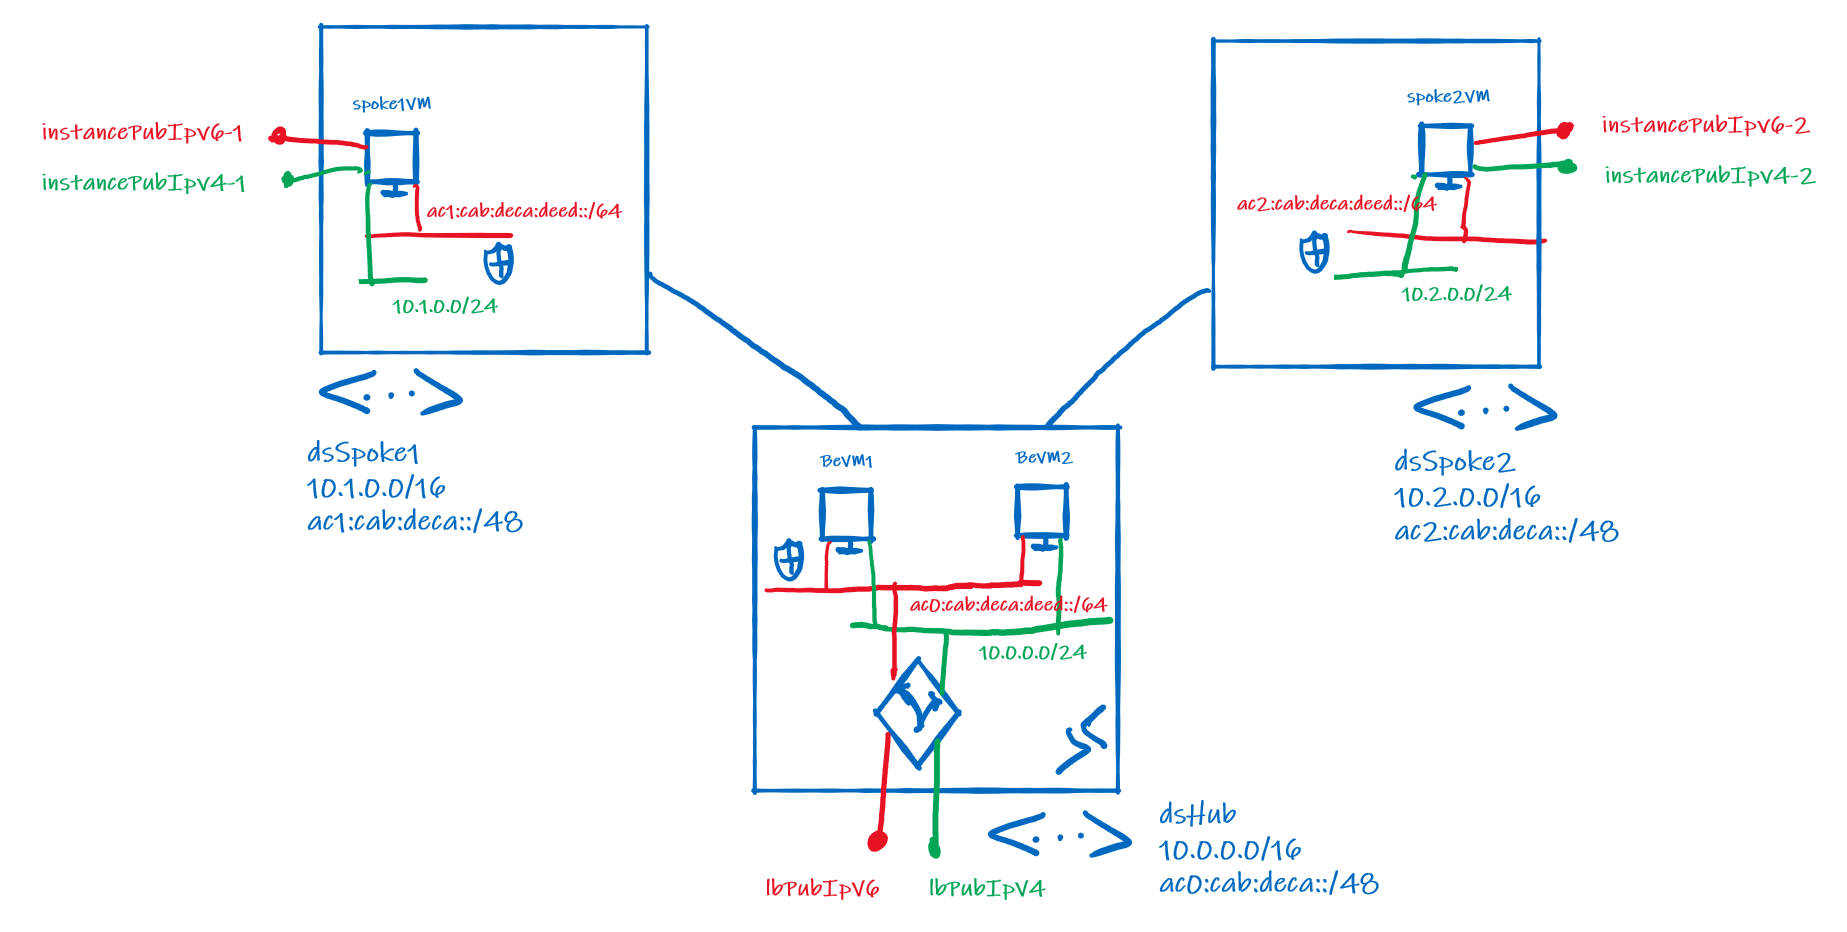 spoke1VM
instancePubIpV6-1
instancePubIpV4-1
ac1:cab:deca:deed::/64
10.1.0.0/24
dsSpoke1
10.1.0.0/16
ac1:cab:deca::/48
spoke2VM
instancePubIpV6-2
instancePubIpV4-2
ac2:cab:deca:deed::/64
10.2.0.0/24
dsSpoke2
10.2.0.0/16
ac2:cab:deca::/48
BeVM1
BeVM2
ac0:cab:deca:deed::/64
10.0.0.0/24
dsHub
10.0.0.0/16
ac0:cab:deca::/48
lbPubIpV6
lbPubIpV4